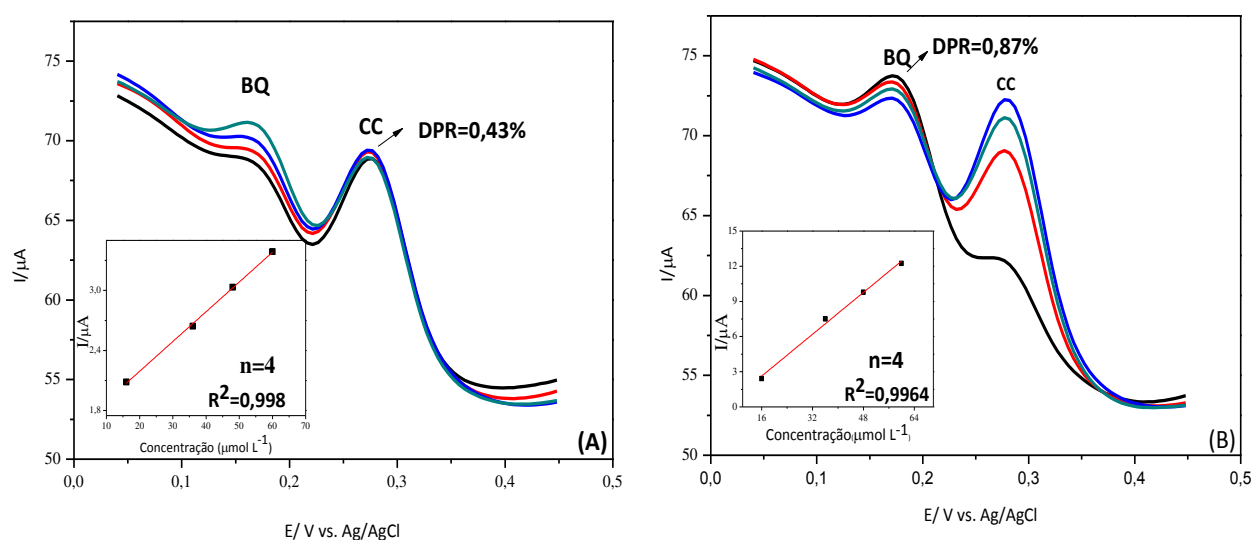 75
70
65
60
55
50
0,0
0,1
0,2
0,3
0,4
0,5
I/µA
E/ V vs. Ag/AgCl
BQ
CC
DPR=0,43%
(A)
3,0
2,4
1,8
10
20
30
40
50
60
70
I/µA
Concentração (µmol L-1)
n=4
R2=0,998
75
70
65
60
55
50
0,0
0,1
0,2
0,3
0,4
0,5
I/µA
E/ V vs. Ag/AgCl
BQ
DPR=0,87%
CC
(B)
15
12
9
6
3
0
16
32
48
64
I/µA
Concentração(µmol L-1)
n=4
R2=0,9964